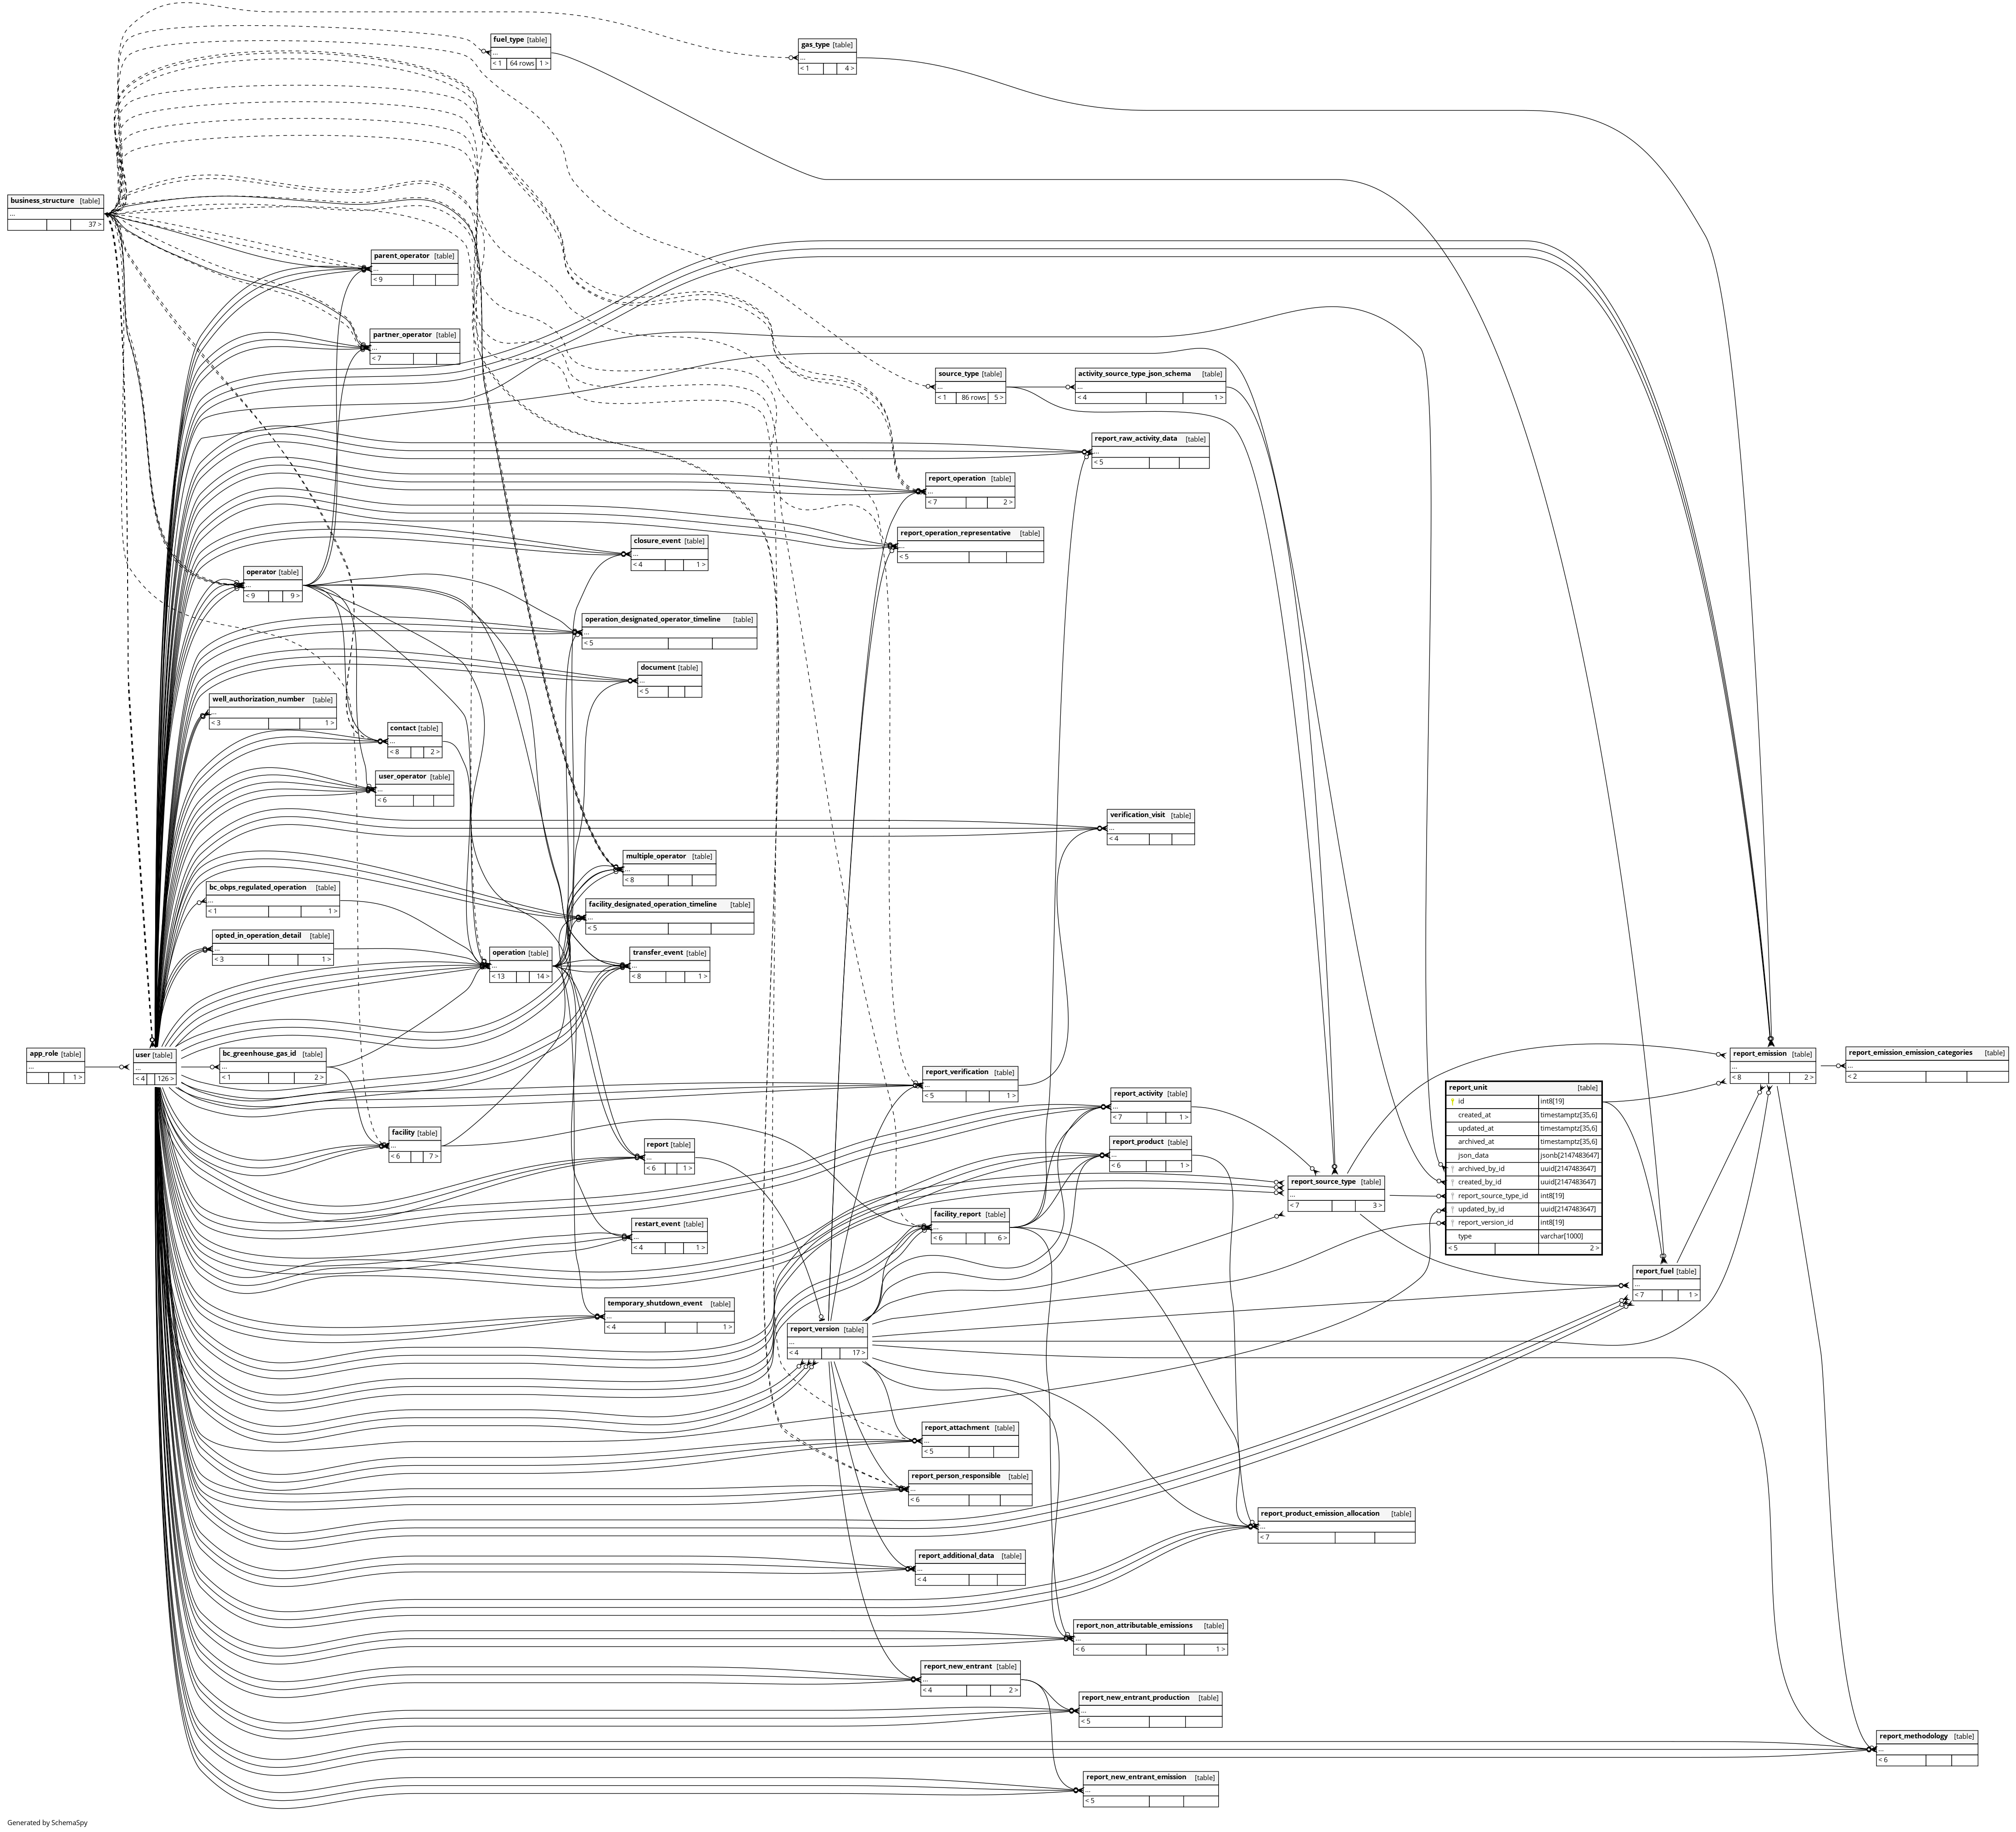 fuel_type [table]
...
< 1 64 rows 1 >
gas_type [table]
...
< 1 4 >
business_structure [table]
...
37 >
parent_operator [table]
...
< 9
partner_operator [table]
...
< 7
source_type [table]
...
< 1 86 rows 5 >
activity_source_type_json_schema [table]
...
< 4 1 >
report_raw_activity_data [table]
...
< 5
report_operation [table]
...
< 7 2 >
report_operation_representative [table]
...
< 5
closure_event [table]
...
< 4 1 >
operator [table]
...
< 9 9 >
operation_designated_operator_timeline [table]
...
< 5
document [table]
...
< 5
well_authorization_number [table]
...
< 3 1 >
contact [table]
...
< 8 2 >
user_operator [table]
...
< 6
verification_visit [table]
...
< 4
multiple_operator [table]
...
< 8
bc_obps_regulated_operation [table]
...
< 1 1 >
facility_designated_operation_timeline [table]
...
< 5
opted_in_operation_detail [table]
...
< 3 1 >
operation [table]
...
< 13 14 >
transfer_event [table]
...
< 8 1 >
app_role [table]
...
1 >
user [table]
...
< 4 126 >
bc_greenhouse_gas_id [table]
...
< 1 2 >
report_emission [table]
...
< 8 2 >
report_emission_emission_categories [table]
...
< 2
report_verification [table]
...
< 5 1 >
report_activity [table]
...
< 7 1 >
report_unit [table]
id int8[19]
created_at timestamptz[35,6]
updated_at timestamptz[35,6]
archived_at timestamptz[35,6]
json_data jsonb[2147483647]
archived_by_id uuid[2147483647]
created_by_id uuid[2147483647]
report_source_type_id int8[19]
updated_by_id uuid[2147483647]
report_version_id int8[19]
type varchar[1000]
< 5 2 >
facility [table]
...
< 6 7 >
report [table]
...
< 6 1 >
report_product [table]
...
< 6 1 >
report_source_type [table]
...
< 7 3 >
facility_report [table]
...
< 6 6 >
restart_event [table]
...
< 4 1 >
report_fuel [table]
...
< 7 1 >
temporary_shutdown_event [table]
...
< 4 1 >
report_version [table]
...
< 4 17 >
report_attachment [table]
...
< 5
report_person_responsible [table]
...
< 6
report_product_emission_allocation [table]
...
< 7
report_additional_data [table]
...
< 4
report_non_attributable_emissions [table]
...
< 6 1 >
report_new_entrant [table]
...
< 4 2 >
report_new_entrant_production [table]
...
< 5
report_methodology [table]
...
< 6
report_new_entrant_emission [table]
...
< 5
Generated by SchemaSpy